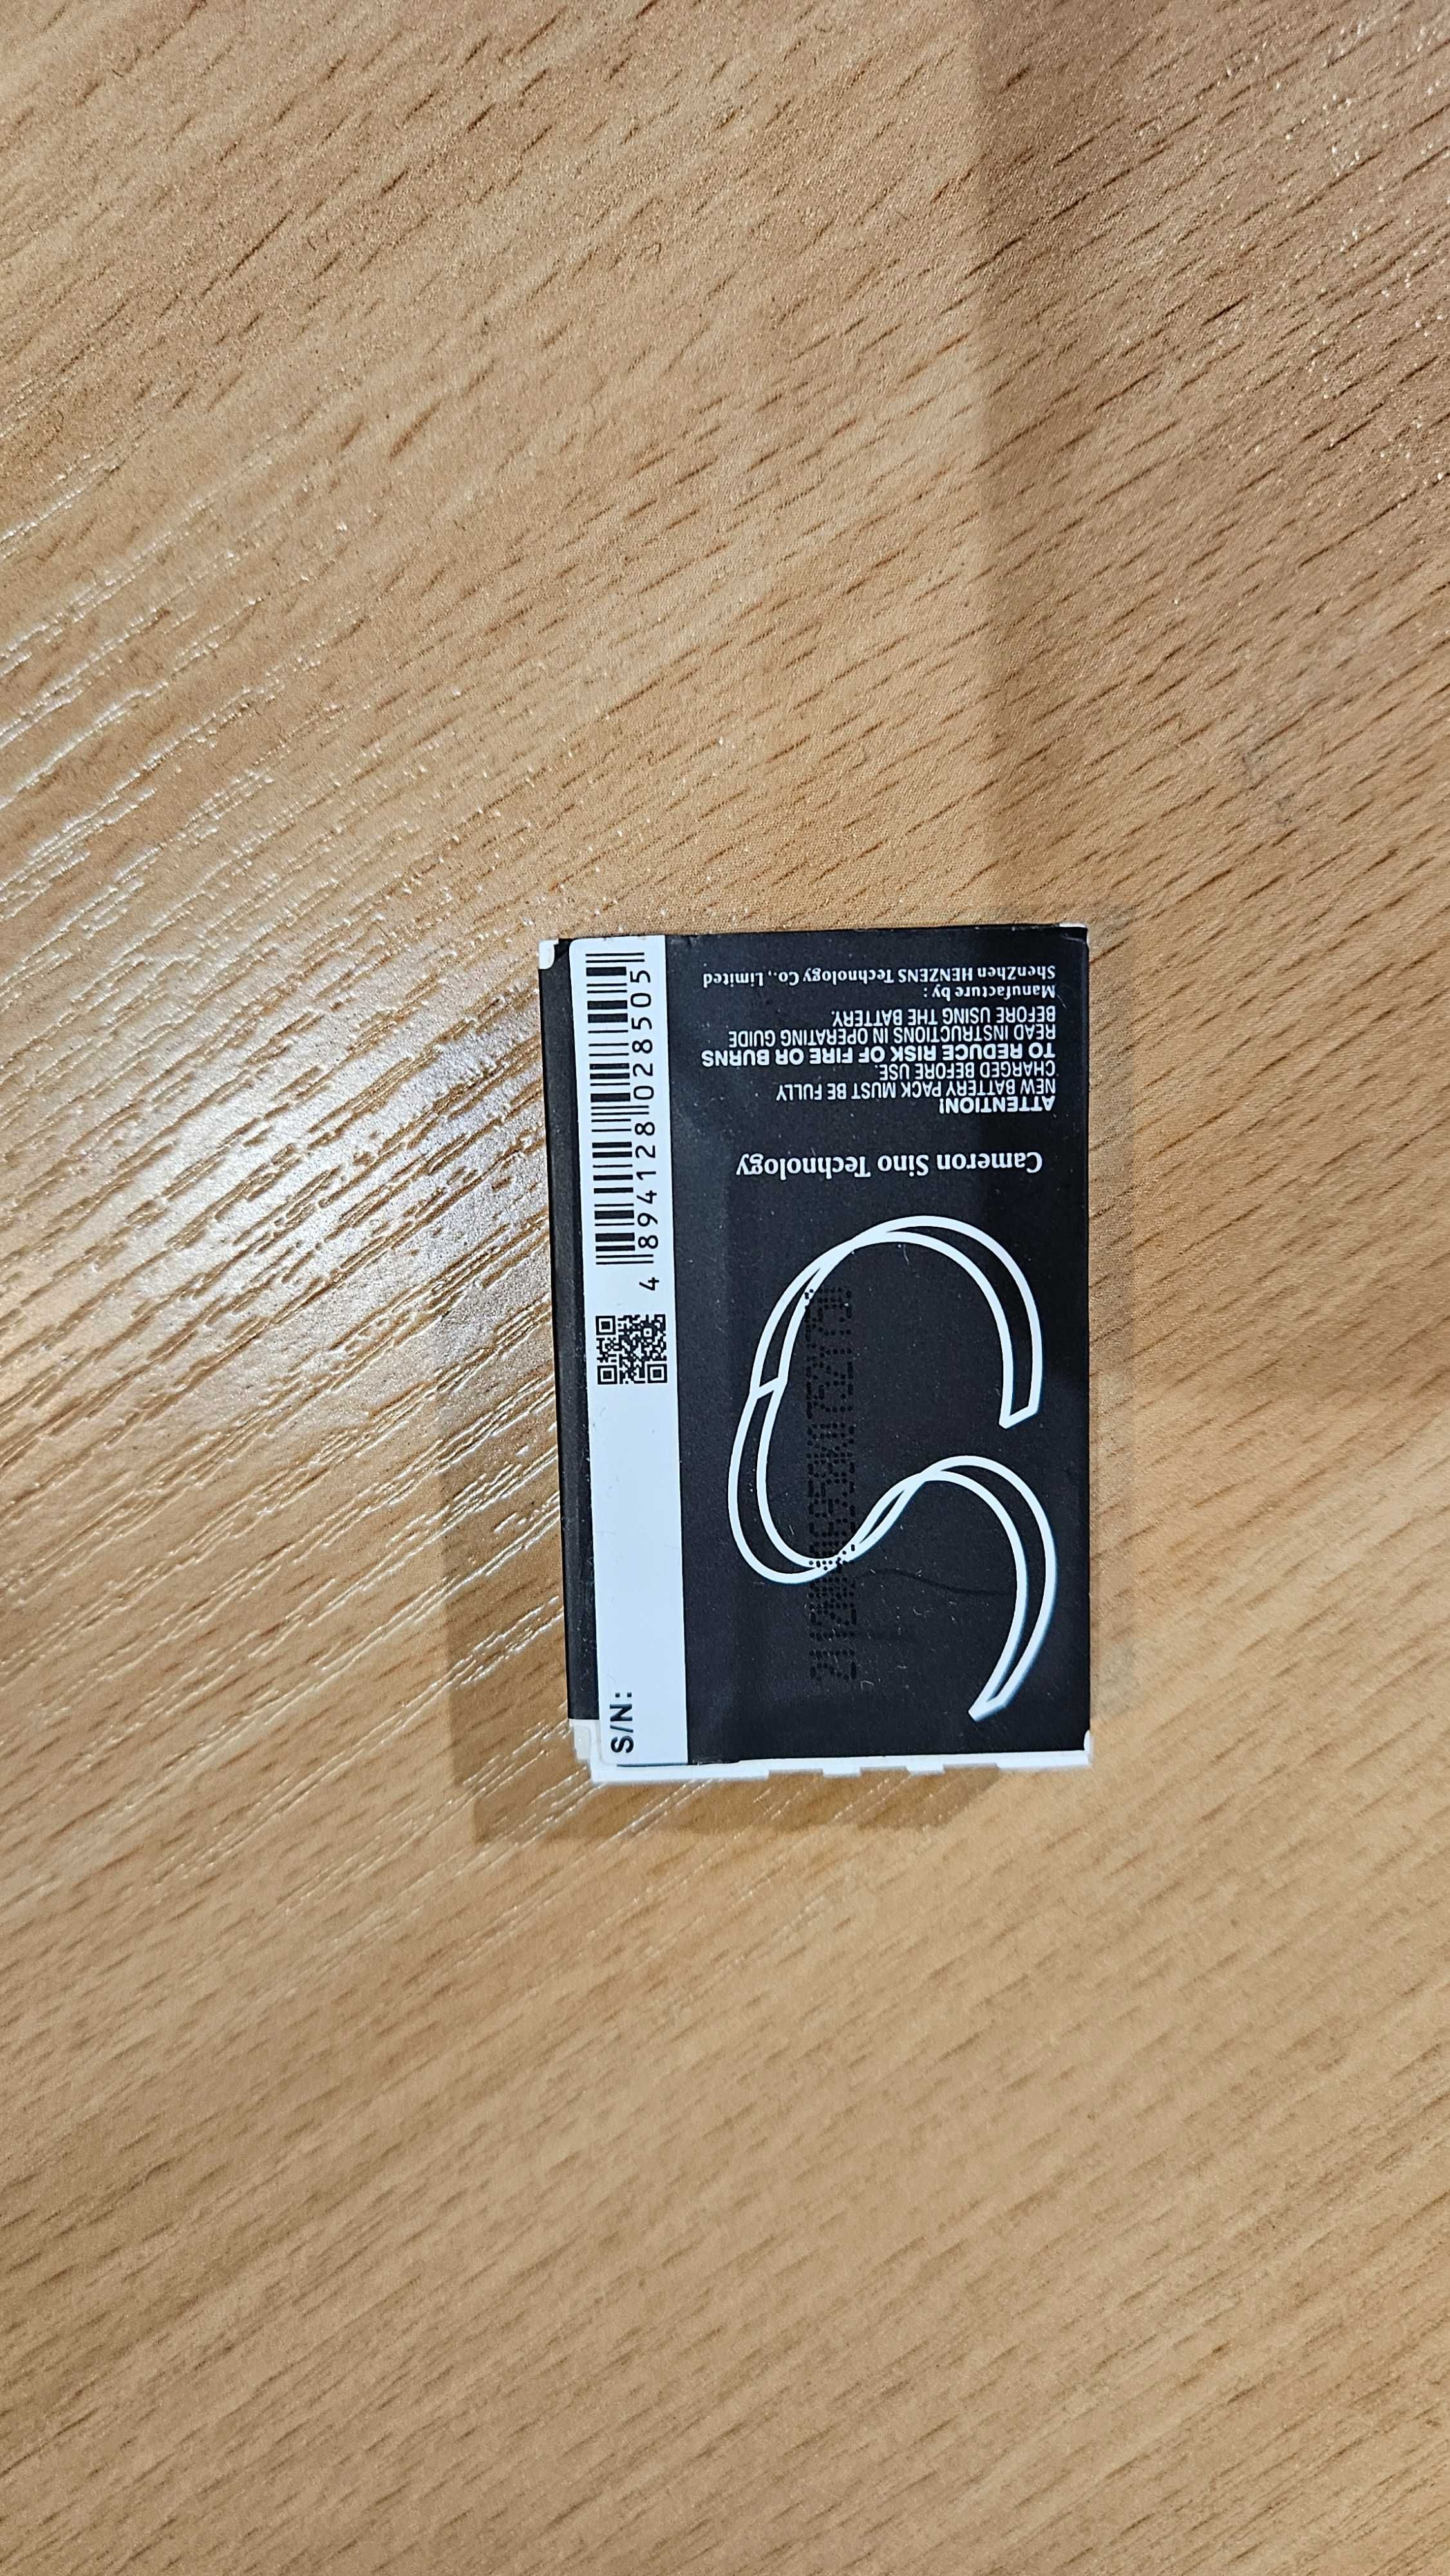 Cameron Sino Technology
ATTENTION!
NEW BATTERY PACK MUST BE FULLY
CHARGED BEFORE USE.
TO REDUCE RISK OF FIRE OR BURNS
READ INSTRUCTIONS IN OPERATING GUIDE
BEFORE USING THE BATTERY.
Manufacture by :
ShenZhen HENZENS Technology Co., Limited
S/N:
4 894128 028505